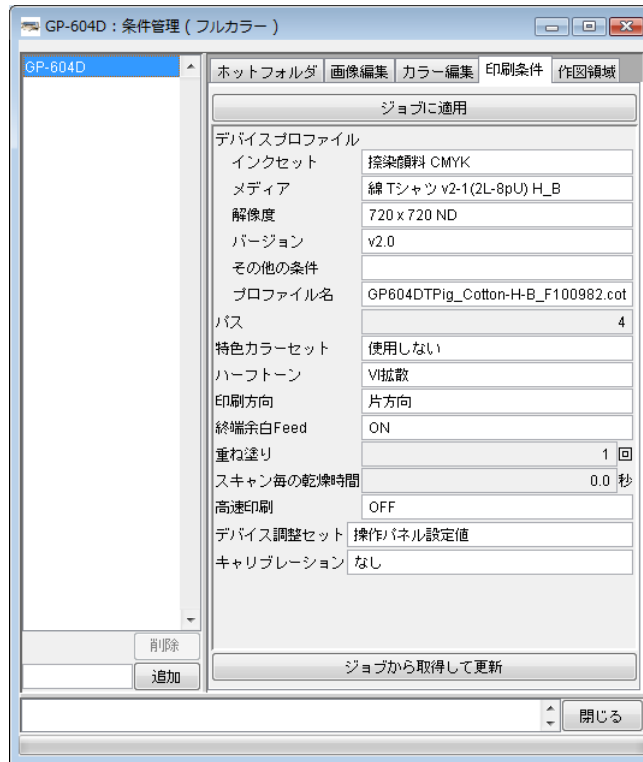 GP-604D：条件管理 ( フルカラー )
GP-604D
ホットフォルダ 画像編集 カラー編集 印刷条件 作図領域
ジョブに適用
デバイスプロファイル
インクセット 捺染顔料 CMYK
メディア 綿 Tシャツ v2-1(2L-8pU) H_B
解像度 720 x 720 ND
バージョン v2.0
その他の条件
プロファイル名 GP604DTPig_Cotton-H-B_F100982.cot
パス 4
特色カラーセット 使用しない
ハーフトーン VI拡散
印刷方向 片方向
終端余白Feed ON
重ね塗り 1 回
スキャン毎の乾燥時間 0.0 秒
高速印刷 OFF
デバイス調整セット 操作パネル設定値
キャリブレーション なし
削除
追加
ジョブから取得して更新
閉じる